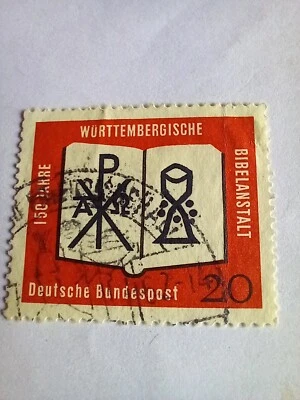 150 JAHRE
WÜRTTEMBERGISCHE
BIBELANSTALT
P
A Ω
Deutsche Bundespost
20